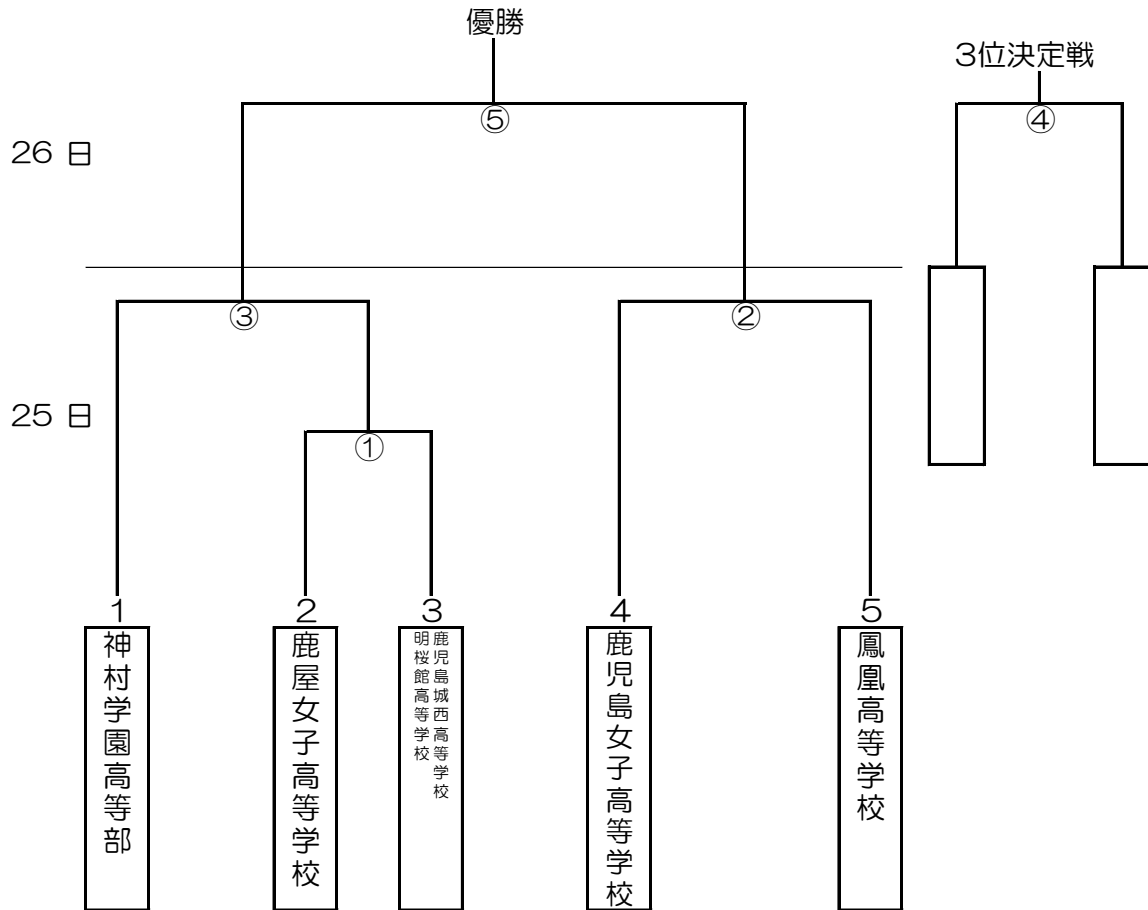 優勝
3位決定戦
⑤
④
26 日
③
②
25 日
①
1
2
3
4
5
神村学園高等部
鹿屋女子高等学校
鹿児島城西高等学校
明桜館高等学校
鹿児島女子高等学校
鳳凰高等学校